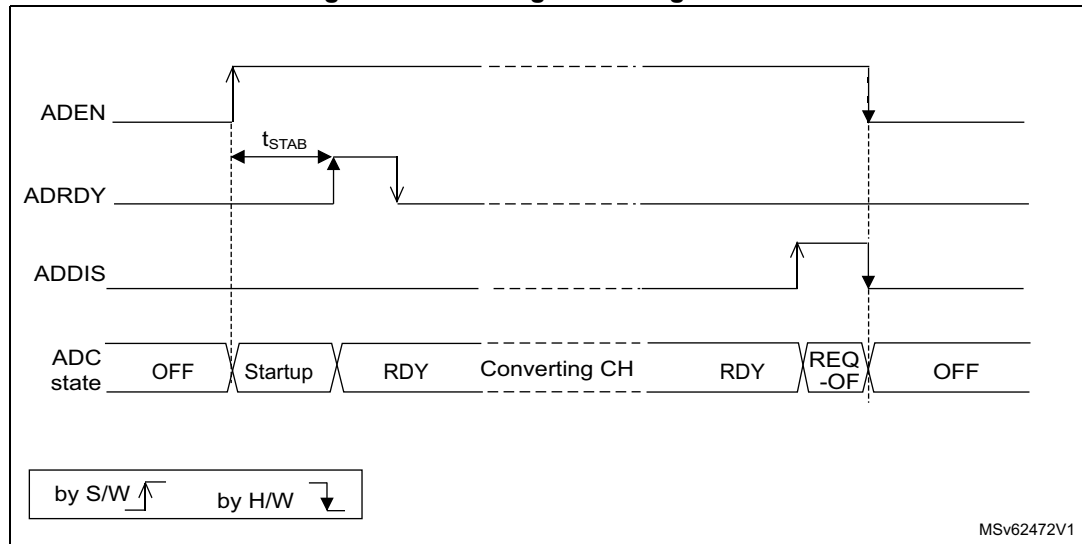 ADEN
tSTAB
ADRDY
ADDIS
ADC
state
OFF
Startup
RDY
Converting CH
RDY
REQ
-OF
OFF
by S/W
by H/W
MSv62472V1